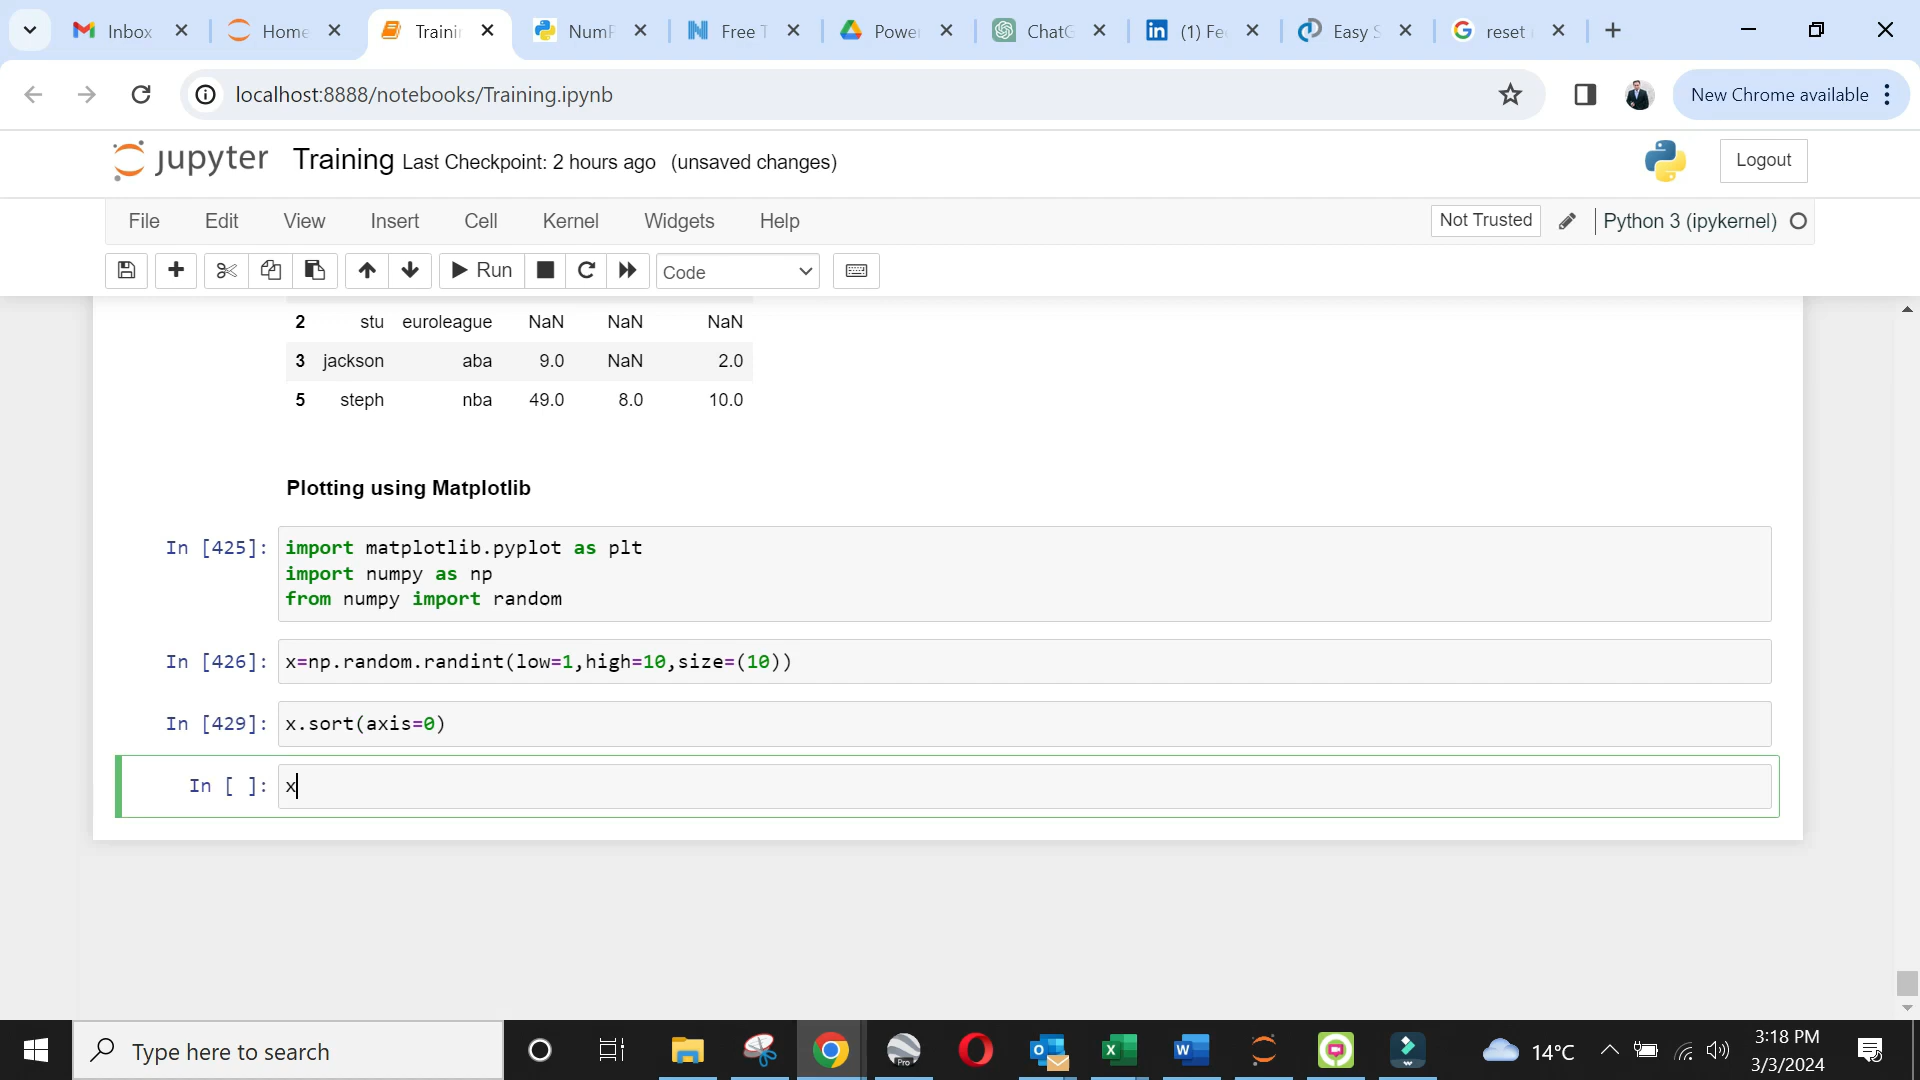 Inbox
Home
Trainin
NumP
Free T
Powe
ChatG
(1) Fe
Easy S
reset
localhost:8888/notebooks/Training.ipynb
New Chrome available
jupyter Training Last Checkpoint: 2 hours ago (unsaved changes)
Logout
File Edit View Insert Cell Kernel Widgets Help
Not Trusted
Python 3 (ipykernel)
Run
Code
2 stu euroleague NaN NaN NaN
3 jackson aba 9.0 NaN 2.0
5 steph nba 49.0 8.0 10.0
Plotting using Matplotlib
In [425]: import matplotlib.pyplot as plt
import numpy as np
from numpy import random
In [426]: x=np.random.randint(low=1,high=10,size=(10))
In [429]: x.sort(axis=0)
In [ ]: x
Type here to search
Pro
14°C
3:18 PM
3/3/2024